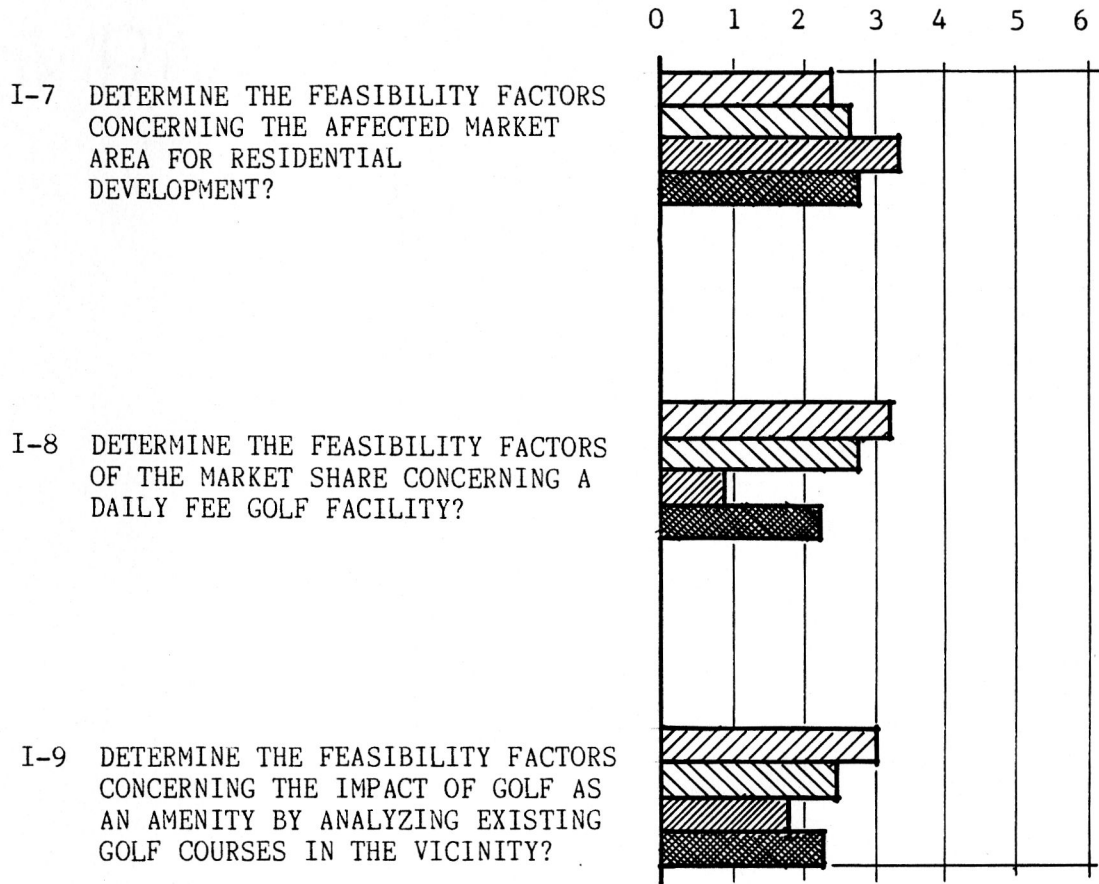 0 1 2 3 4 5 6
I-7 DETERMINE THE FEASIBILITY FACTORS
CONCERNING THE AFFECTED MARKET
AREA FOR RESIDENTIAL
DEVELOPMENT?
I-8 DETERMINE THE FEASIBILITY FACTORS
OF THE MARKET SHARE CONCERNING A
DAILY FEE GOLF FACILITY?
I-9 DETERMINE THE FEASIBILITY FACTORS
CONCERNING THE IMPACT OF GOLF AS
AN AMENITY BY ANALYZING EXISTING
GOLF COURSES IN THE VICINITY?